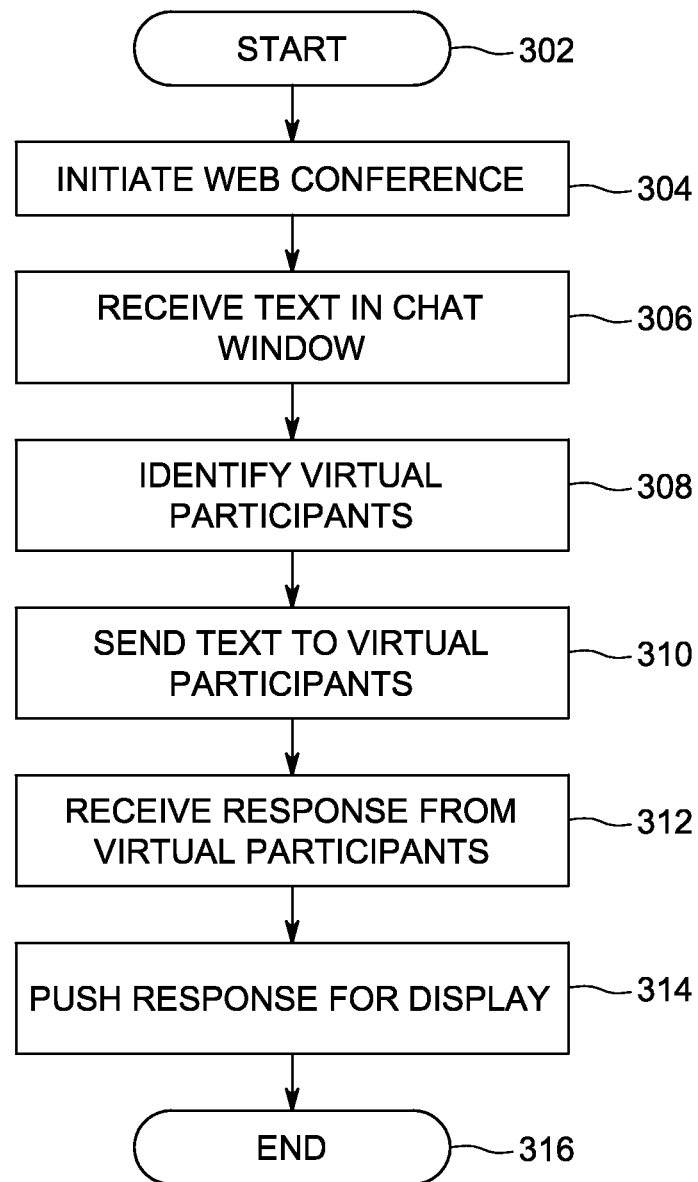 START
302
INITIATE WEB CONFERENCE
304
RECEIVE TEXT IN CHAT
WINDOW
306
IDENTIFY VIRTUAL
PARTICIPANTS
308
SEND TEXT TO VIRTUAL
PARTICIPANTS
310
RECEIVE RESPONSE FROM
VIRTUAL PARTICIPANTS
312
PUSH RESPONSE FOR DISPLAY
314
END
316